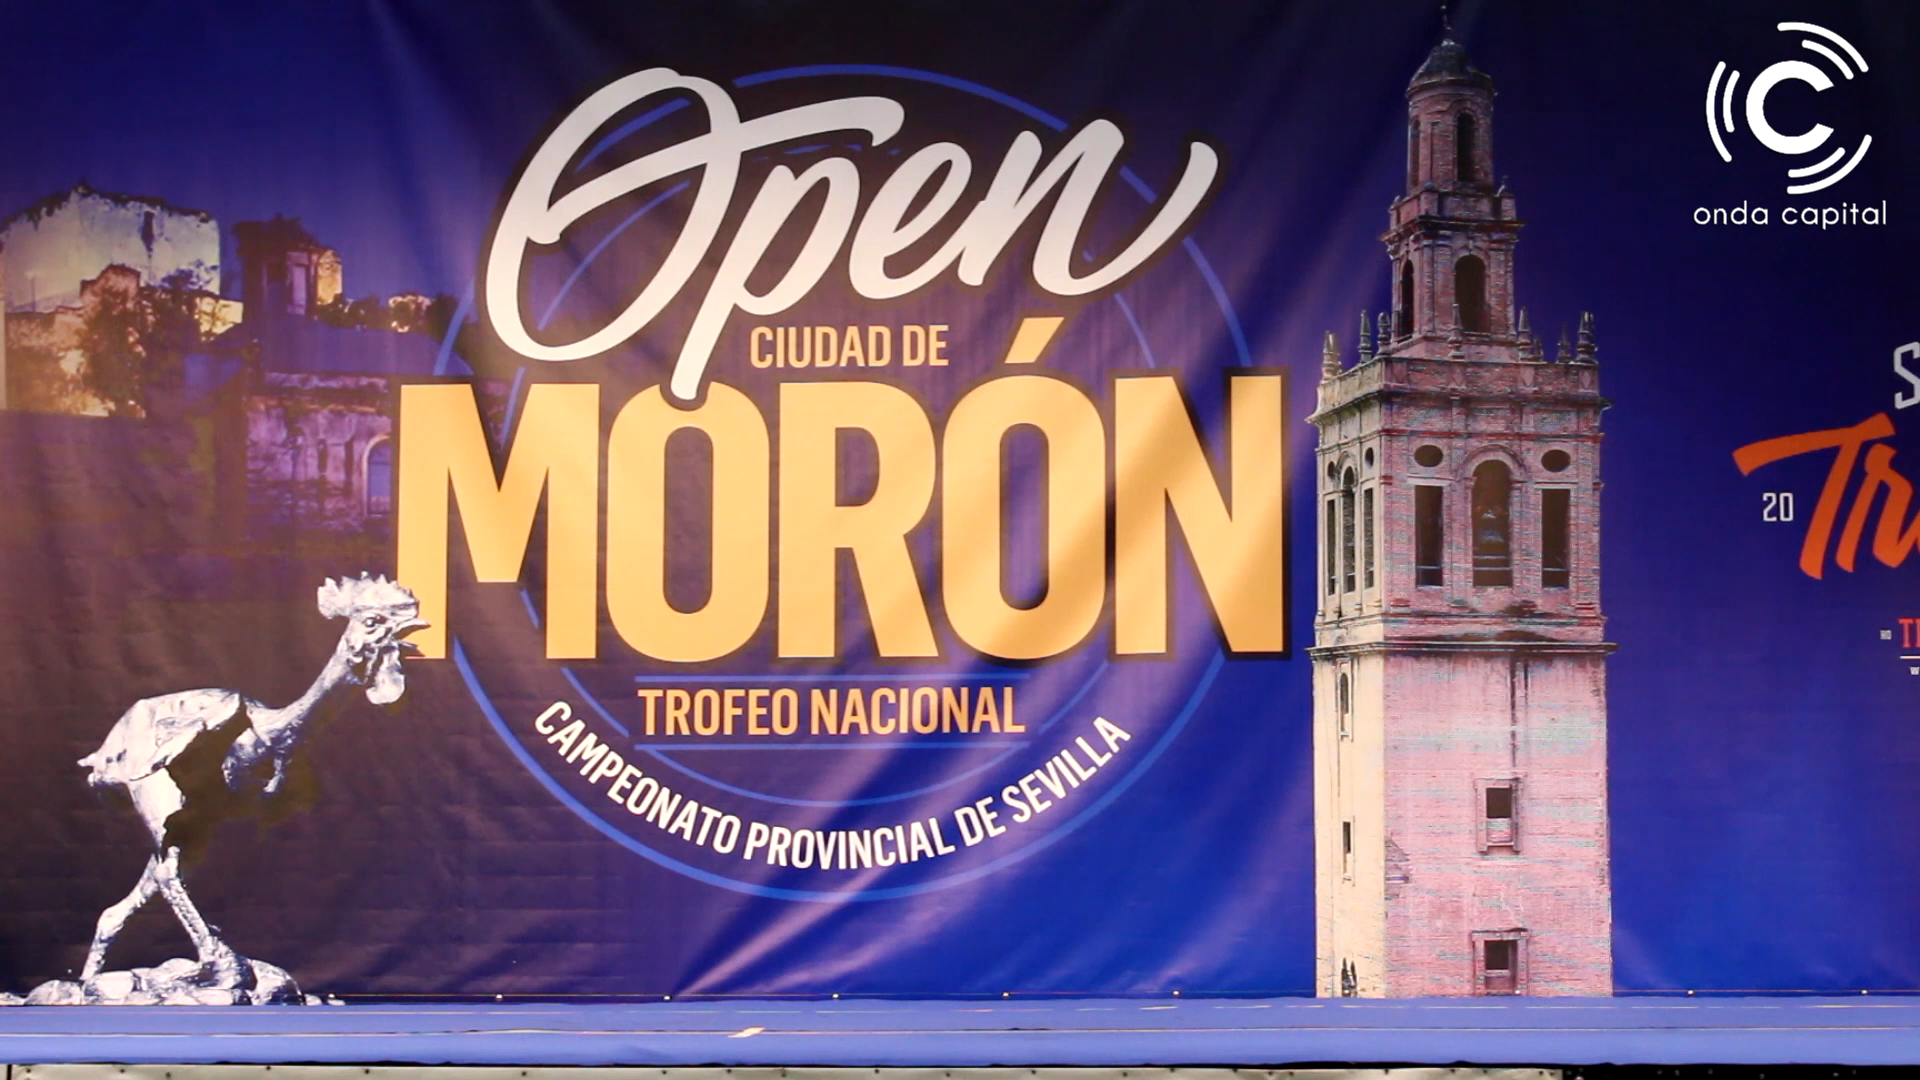 C
onda capital
Open
CIUDAD DE
MORÓN
TROFEO NACIONAL
CAMPEONATO PROVINCIAL DE SEVILLA
20